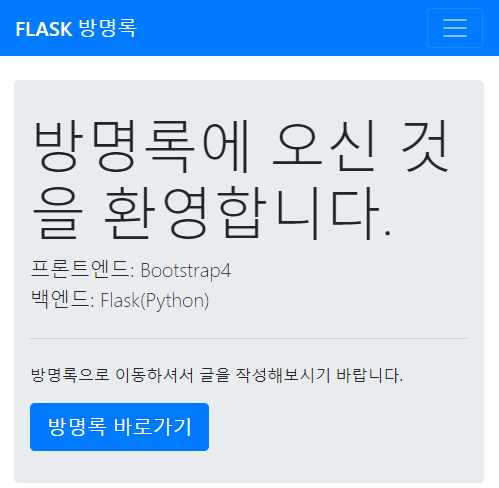 FLASK 방명록
방명록에 오신 것
을 환영합니다.
프론트엔드: Bootstrap4
백엔드: Flask(Python)
방명록으로 이동하셔서 글을 작성해보시기 바랍니다.
방명록 바로가기